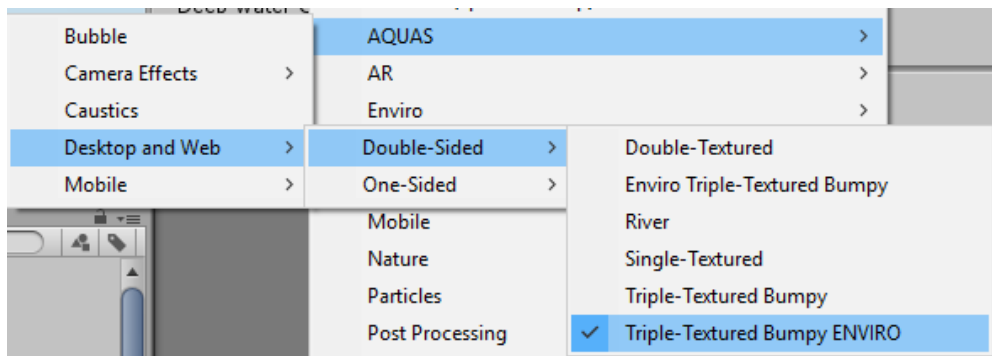 Bubble
Camera Effects
Caustics
Desktop and Web
Mobile
AQUAS
AR
Enviro
Double-Sided
One-Sided
Mobile
Nature
Particles
Post Processing
Double-Textured
Enviro Triple-Textured Bumpy
River
Single-Textured
Triple-Textured Bumpy
Triple-Textured Bumpy ENVIRO